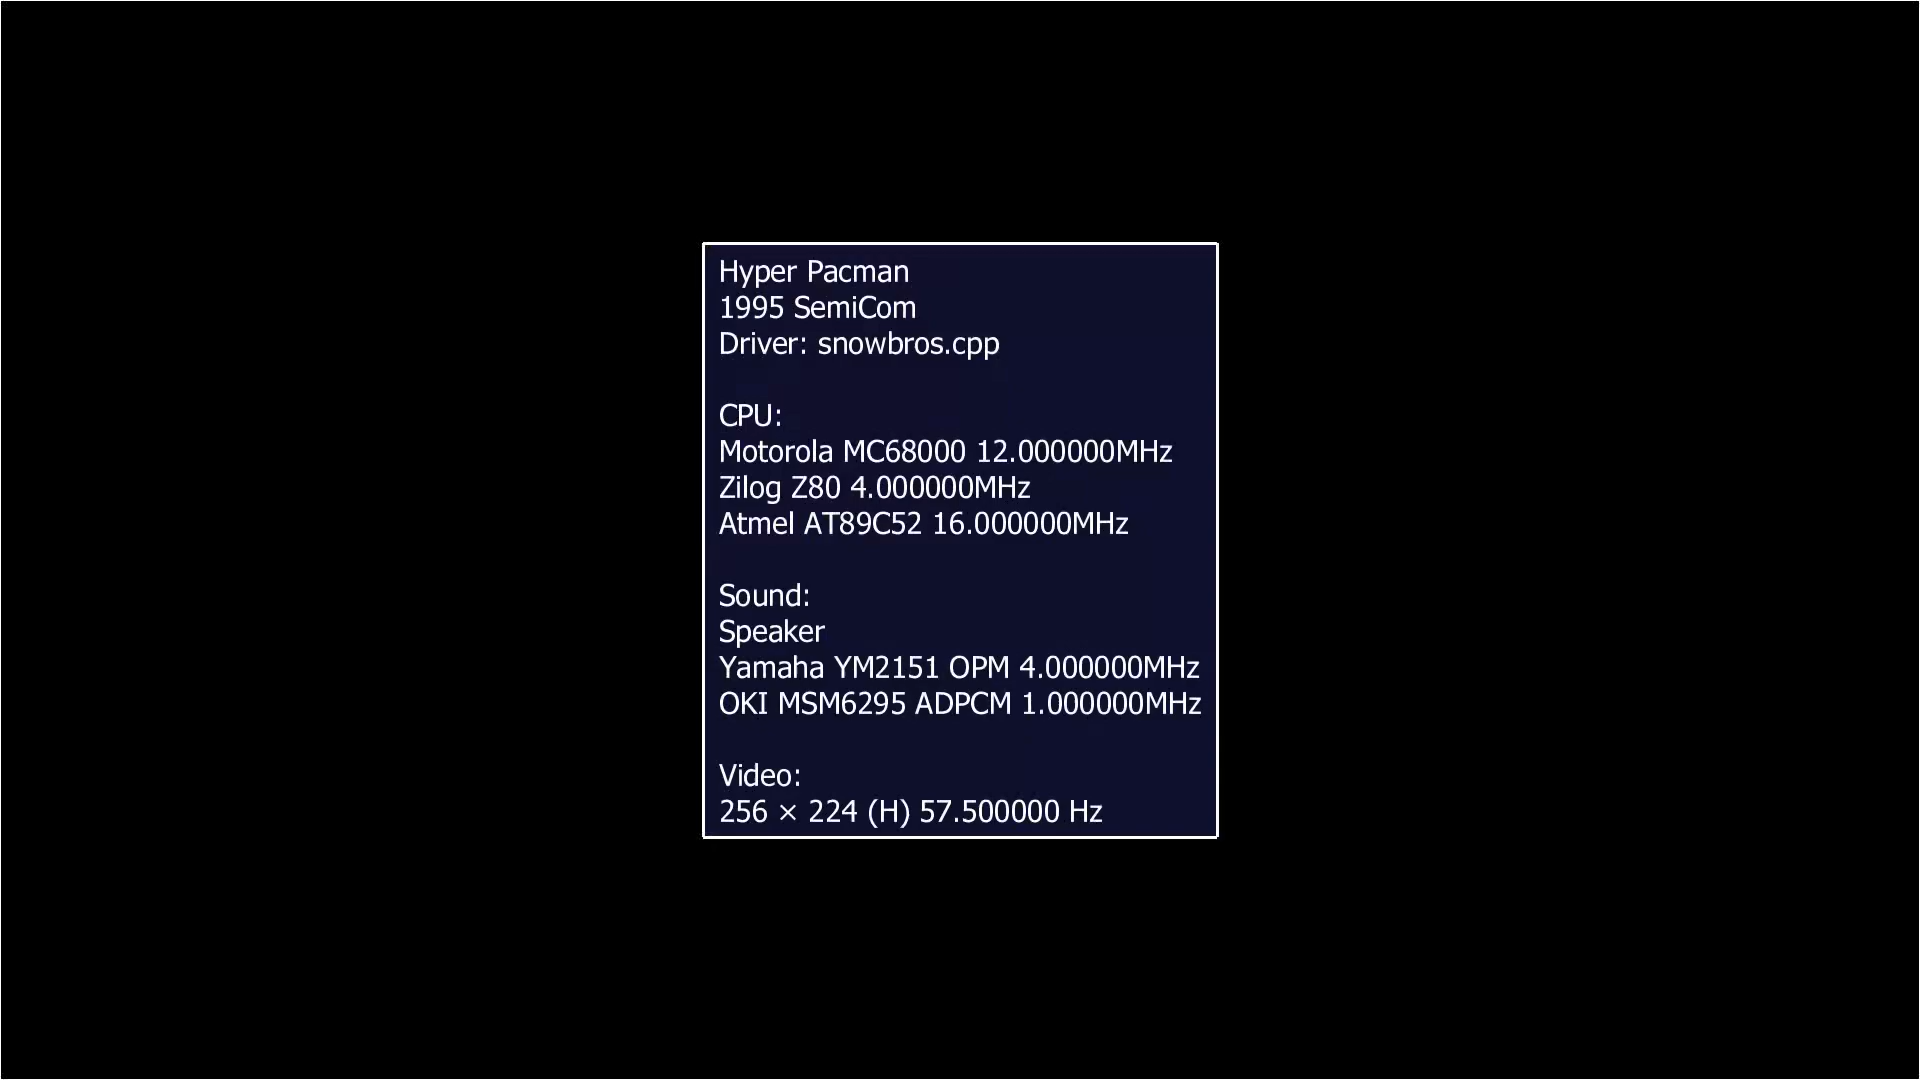 Hyper Pacman
1995 SemiCom
Driver: snowbros.cpp
CPU:
Motorola MC68000 12.000000MHz
Zilog Z80 4.000000MHz
Atmel AT89C52 16.000000MHz
Sound:
Speaker
Yamaha YM2151 OPM 4.000000MHz
OKI MSM6295 ADPCM 1.000000MHz
Video:
256 × 224 (H) 57.500000 Hz